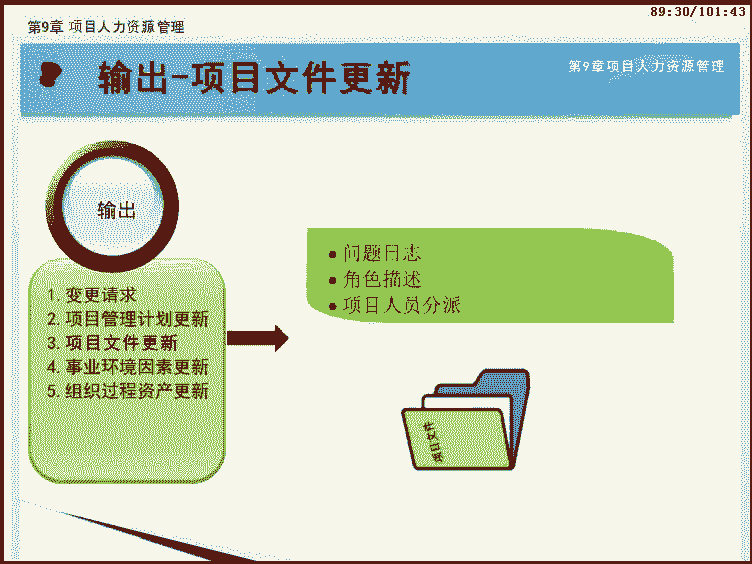 89:30/101:43
第9章 项目人力资源管理
输出-项目文件更新
第9章项目人力资源管理
输出
1. 变更请求
2. 项目管理计划更新
3. 项目文件更新
4. 事业环境因素更新
5. 组织过程资产更新
● 问题日志
● 角色描述
● 项目人员分派
项目文件